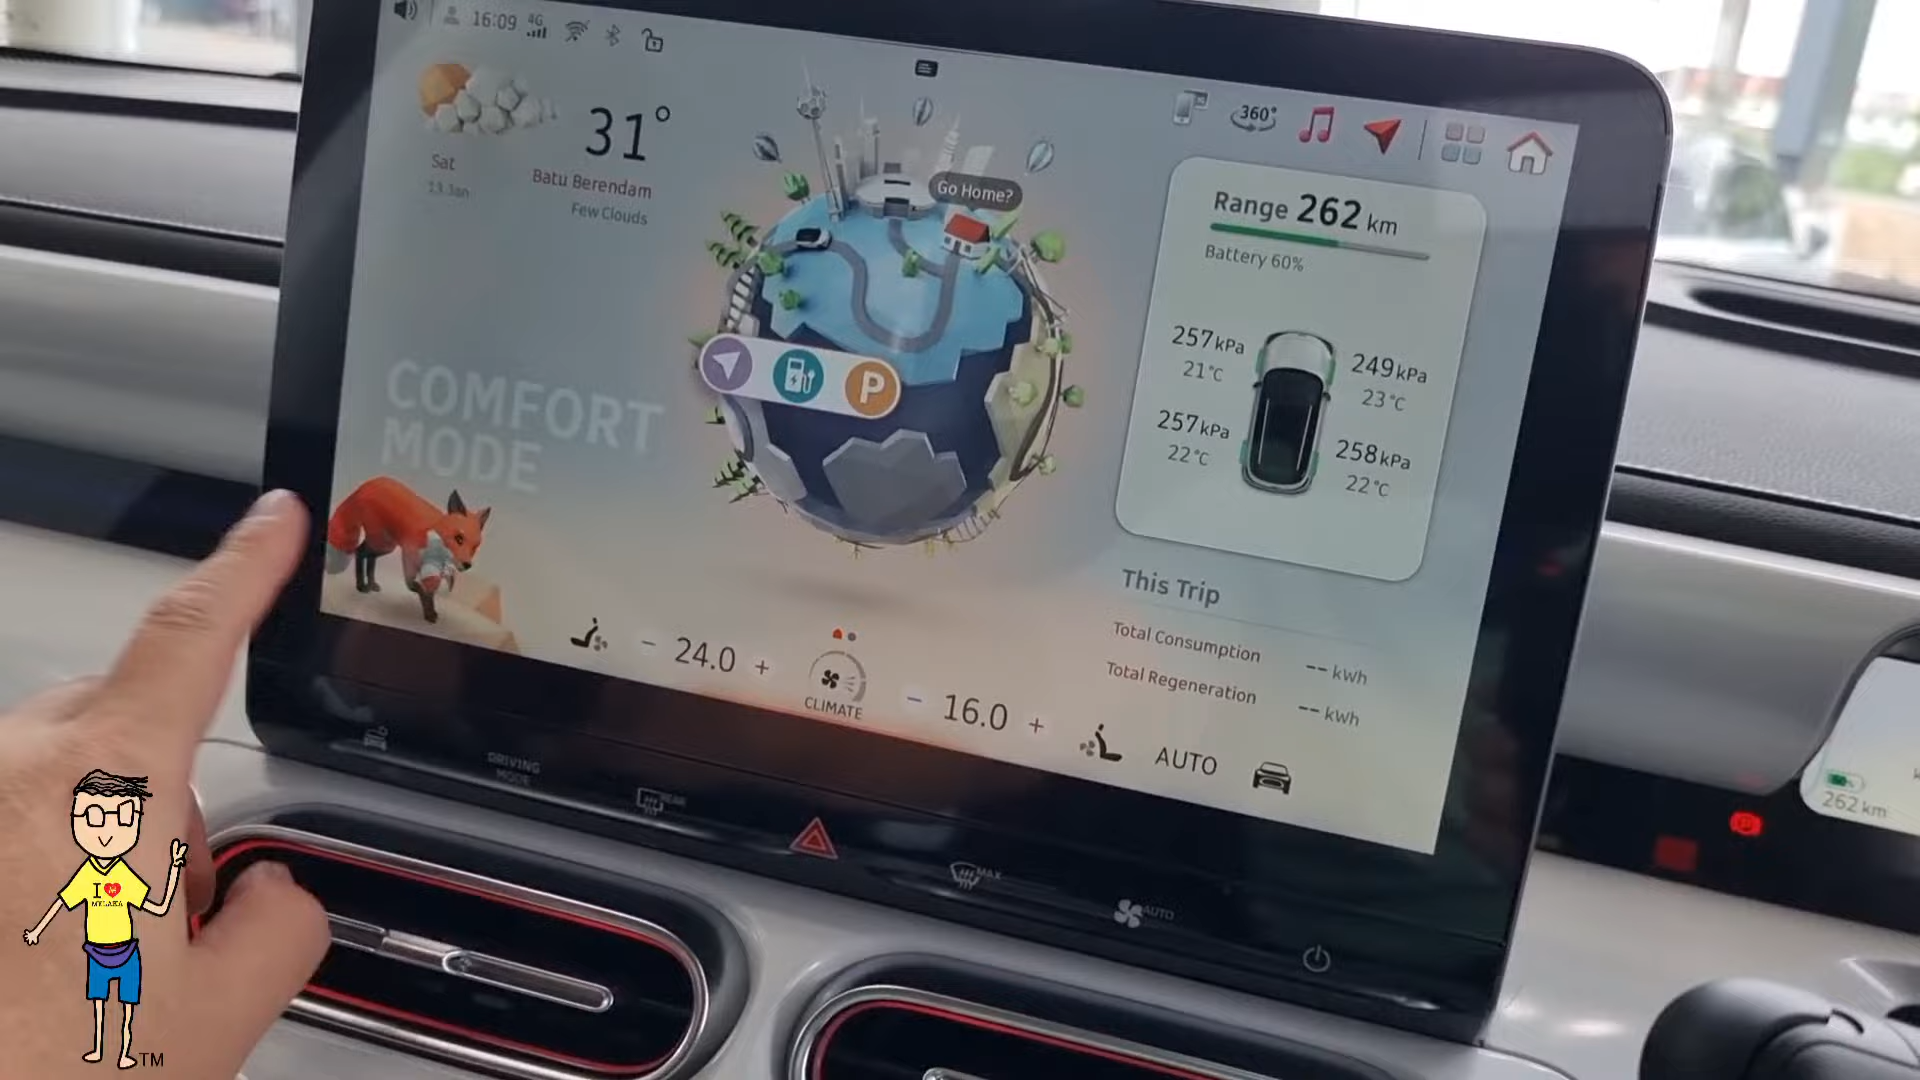 16:09
4G
31°
Sat
13 Jan
Batu Berendam
Few Clouds
Go Home?
360°
Range 262 km
Battery 60%
257kPa
21℃
249kPa
23℃
257kPa
22℃
258kPa
22℃
COMFORT
MODE
P
This Trip
Total Consumption -- kWh
Total Regeneration -- kWh
− 24.0 +
CLIMATE
− 16.0 +
AUTO
DRIVING
MODE
REAR
MAX
AUTO
262 km
I
MELAKA
TM